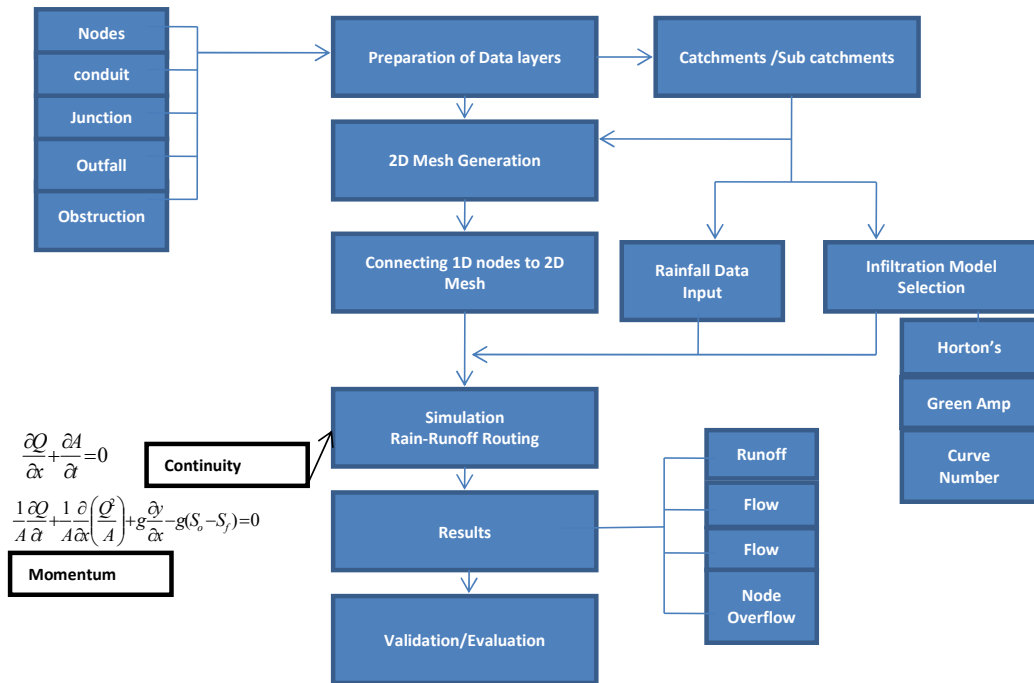 Nodes
conduit
Junction
Outfall
Obstruction
Preparation of Data layers
Catchments /Sub catchments
2D Mesh Generation
Connecting 1D nodes to 2D
Mesh
Rainfall Data
Input
Infiltration Model
Selection
Horton's
Green Amp
Curve
Number
Simulation
Rain-Runoff Routing
∂Q/∂x + ∂A/∂t = 0
Continuity
1/A ∂Q/∂t + 1/A ∂/∂x (Q²/A) + g ∂y/∂x − g(Sₒ − S_f) = 0
Momentum
Results
Runoff
Flow
Flow
Node
Overflow
Validation/Evaluation